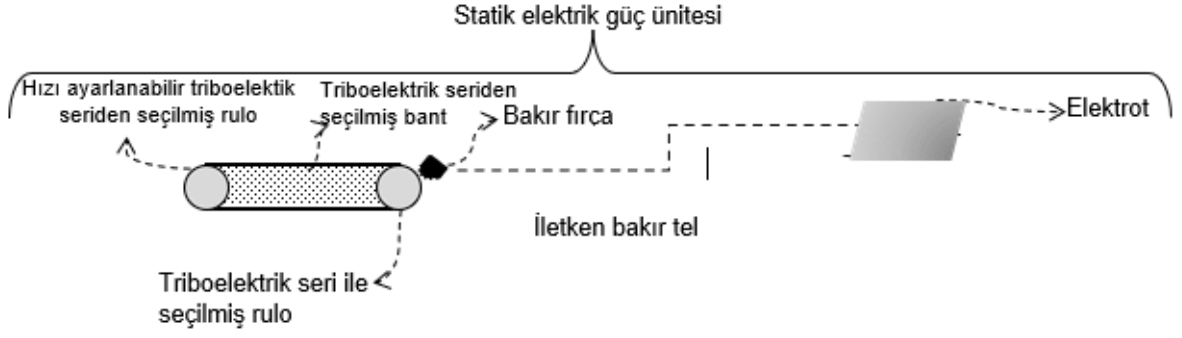 Statik elektrik güç ünitesi
Hızı ayarlanabilir triboelektik
seriden seçilmiş rulo
Triboelektrik seriden
seçilmiş bant
Bakır fırça
Elektrot
İletken bakır tel
Triboelektrik seri ile
seçilmiş rulo